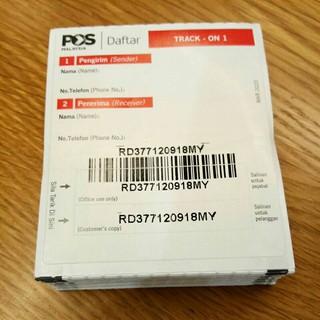 POS
MALAYSIA
Daftar
TRACK - ON 1
1 Pengirim (Sender)
Nama (Name):
No.Telefon (Phone No.):
2 Penerima (Receiver)
Nama (Name):
No.Telefon (Phone No.):
RD377120918MY
RD377120918MY
(Office use only)
Salinan
untuk
pejabat
RD377120918MY
(Customer's copy)
Salinan
untuk
pelanggan
Sila Tarik Di Sini